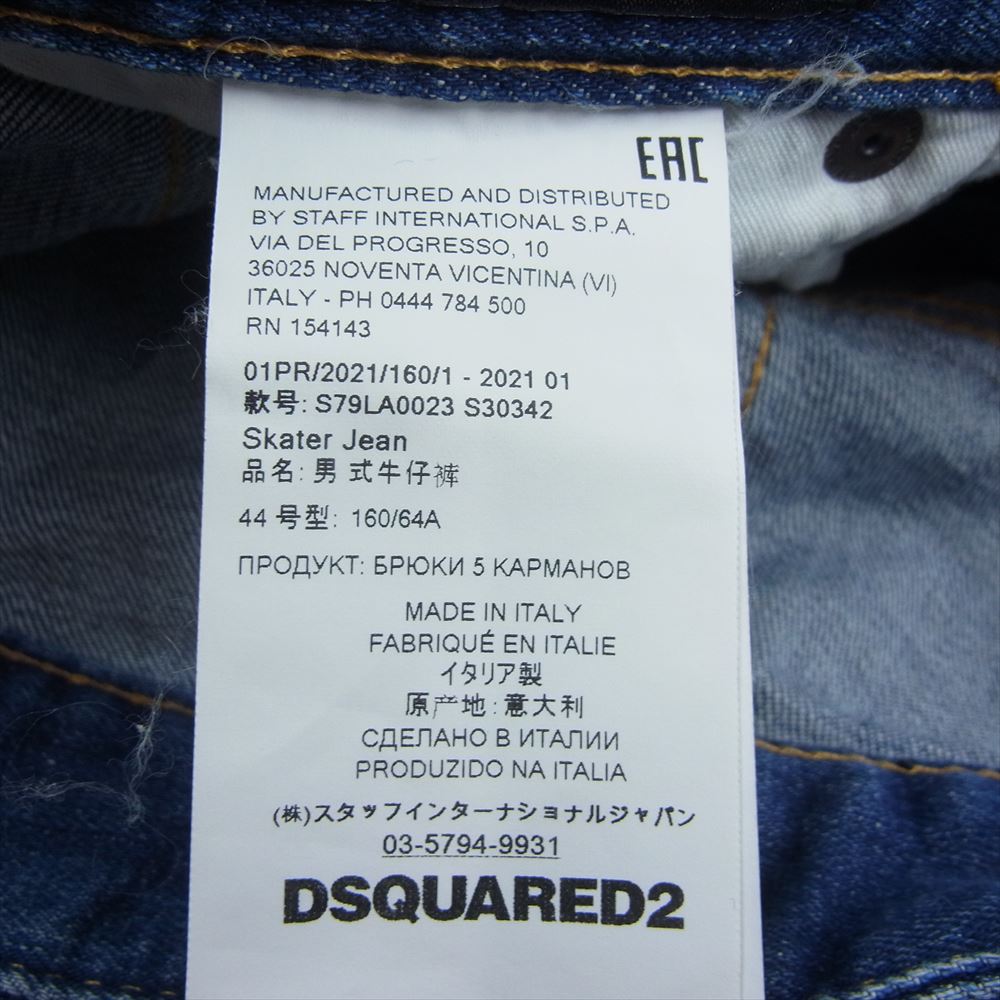 EAC
MANUFACTURED AND DISTRIBUTED
BY STAFF INTERNATIONAL S.P.A.
VIA DEL PROGRESSO, 10
36025 NOVENTA VICENTINA (VI)
ITALY - PH 0444 784 500
RN 154143
01PR/2021/160/1 - 2021 01
款号: S79LA0023 S30342
Skater Jean
品名: 男 式牛仔裤
44 号型: 160/64A
ПРОДУКТ: БРЮКИ 5 КАРМАНОВ
MADE IN ITALY
FABRIQUÉ EN ITALIE
イタリア製
原产地:意大利
СДЕЛАНО В ИТАЛИИ
PRODUZIDO NA ITALIA
(株)スタッフインターナショナルジャパン
03-5794-9931
DSQUARED2